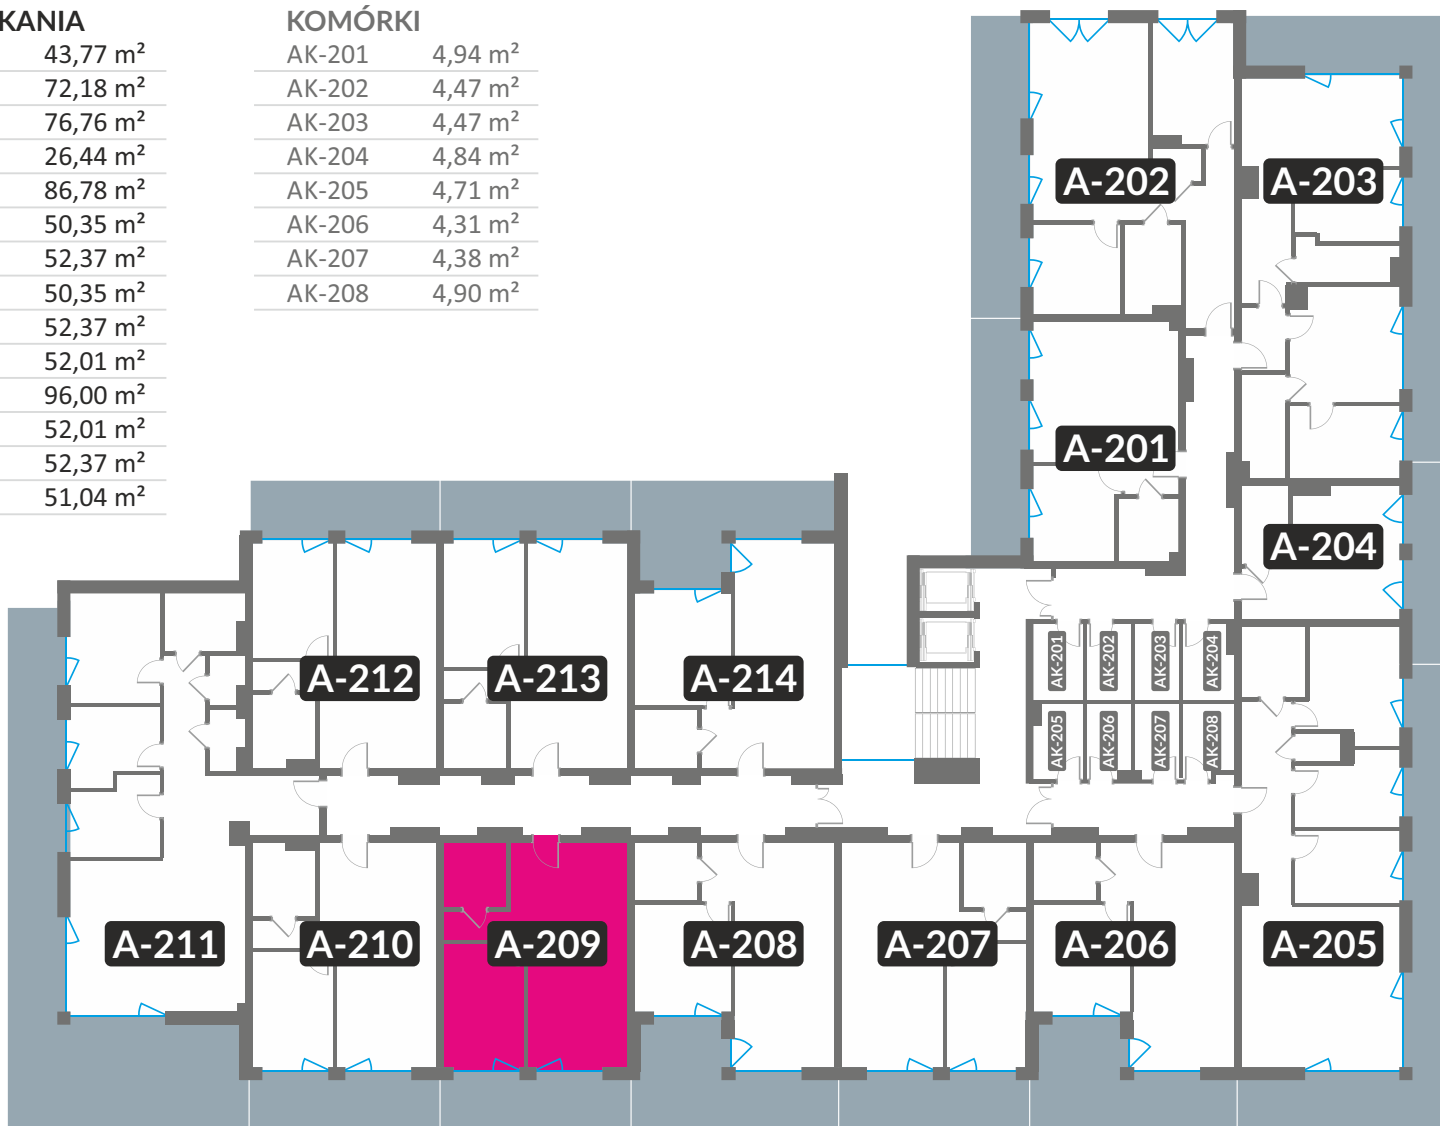 KANIA
43,77 m²
72,18 m²
76,76 m²
26,44 m²
86,78 m²
50,35 m²
52,37 m²
50,35 m²
52,37 m²
52,01 m²
96,00 m²
52,01 m²
52,37 m²
51,04 m²
KOMÓRKI
AK-201 4,94 m²
AK-202 4,47 m²
AK-203 4,47 m²
AK-204 4,84 m²
AK-205 4,71 m²
AK-206 4,31 m²
AK-207 4,38 m²
AK-208 4,90 m²
A-202
A-203
A-201
A-204
AK-201
AK-202
AK-203
AK-204
A-212
A-213
A-214
AK-205
AK-206
AK-207
AK-208
A-211
A-210
A-209
A-208
A-207
A-206
A-205